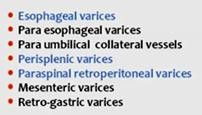 • Esophageal varices
• Para esophageal varices
• Para umbilical collateral vessels
• Perisplenic varices
• Paraspinal retroperitoneal varices
• Mesenteric varices
• Retro-gastric varices